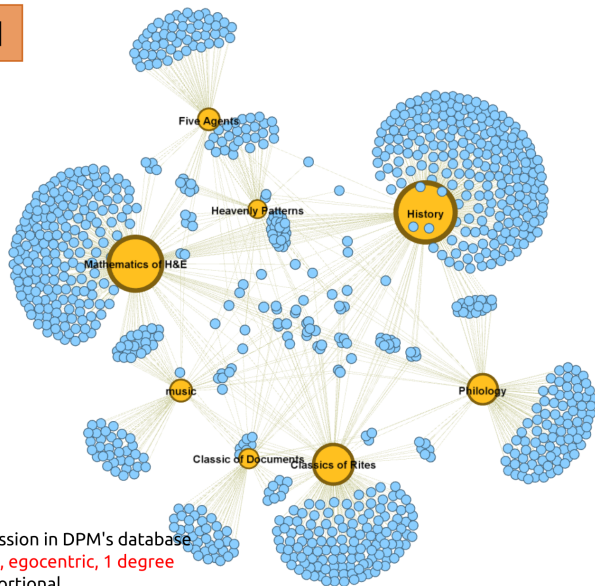 Five Agents
Heavenly Patterns
History
Mathematics of H&E
music
Philology
Classic of Documents
Classics of Rites
ssion in DPM's database
, egocentric, 1 degree